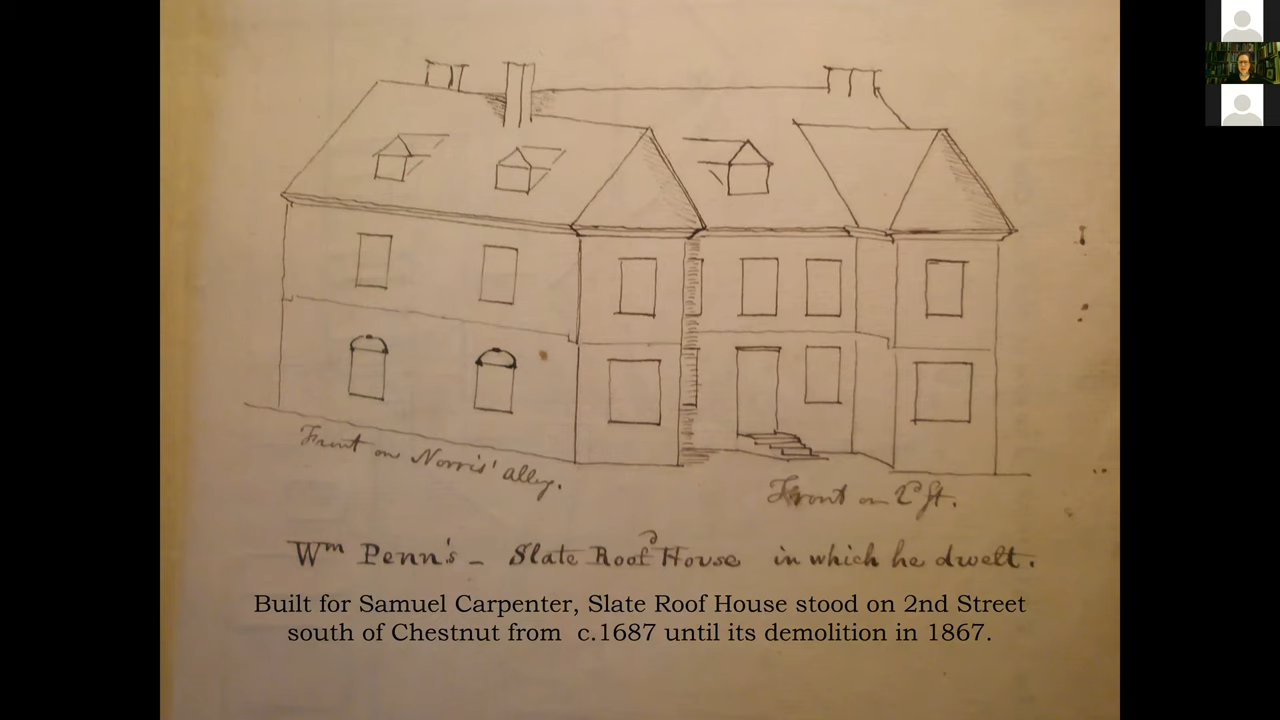 Front on Norris' alley.
Front on 2d St.
Wm Penn's - Slate Roof House in which he dwelt.
Built for Samuel Carpenter, Slate Roof House stood on 2nd Street
south of Chestnut from c.1687 until its demolition in 1867.